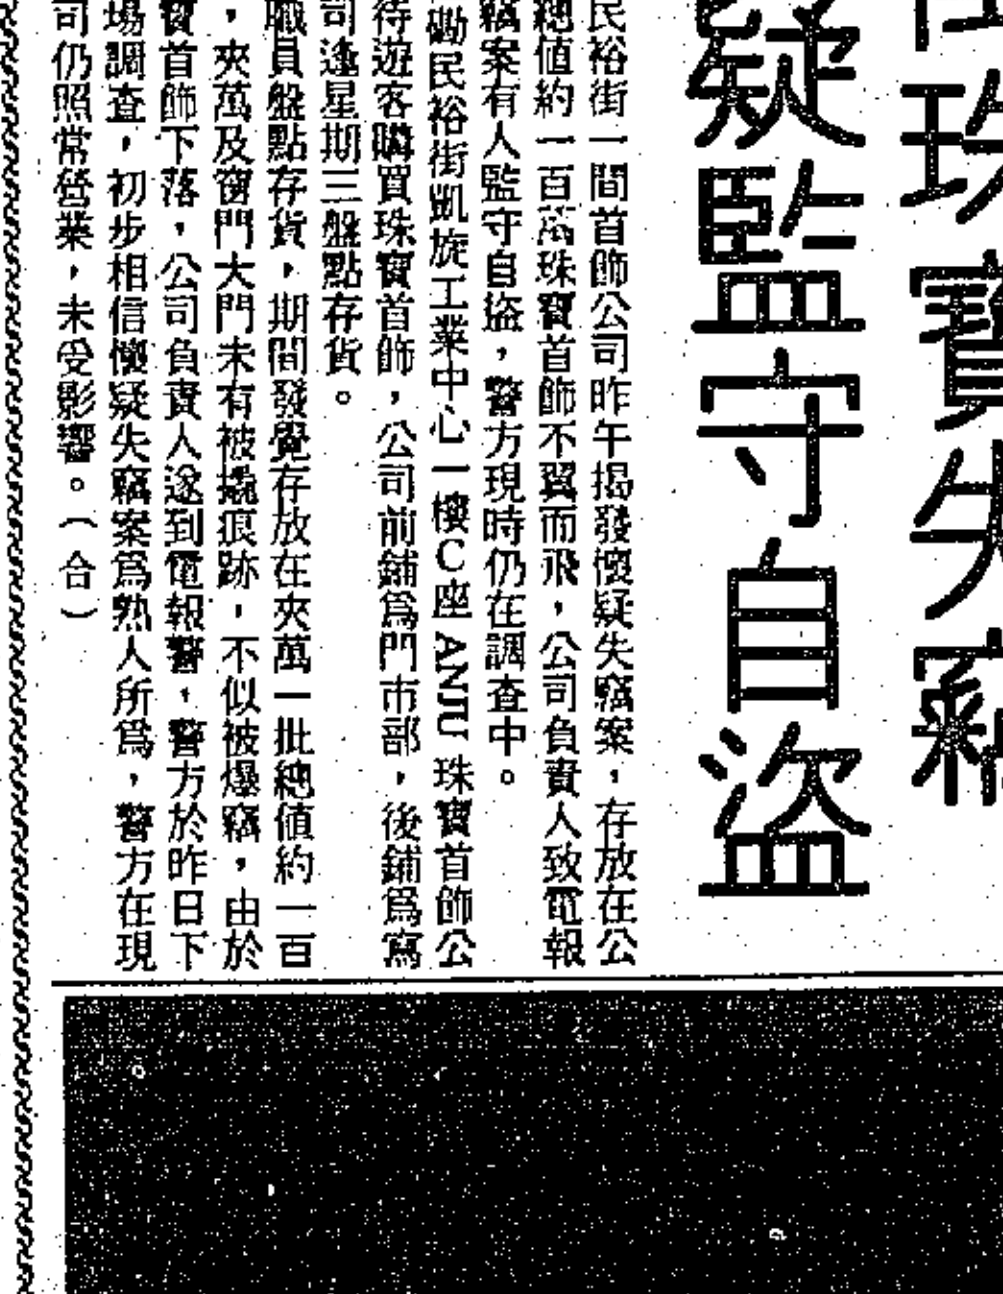 珠寶失竊
疑監守自盜
民裕街一間首飾公司昨午揭發懷疑失竊案，存放在公
總值約一百萬珠寶首飾不翼而飛，公司負責人致電報
竊案有人監守自盜，警方現時仍在調查中。
磡民裕街凱旋工業中心一樓C座ANJU珠寶首飾公
待遊客購買珠寶首飾，公司前鋪爲門市部，後鋪爲寫
司逢星期三盤點存貨。
職員盤點存貨，期間發覺存放在夾萬一批總值約一百
，夾萬及窗門大門未有被撬痕跡，不似被爆竊，由於
寶首飾下落，公司負責人遂到電報警，警方於昨日下
場調查，初步相信懷疑失竊案爲熟人所爲，警方在現
司仍照常營業，未受影響。（合）